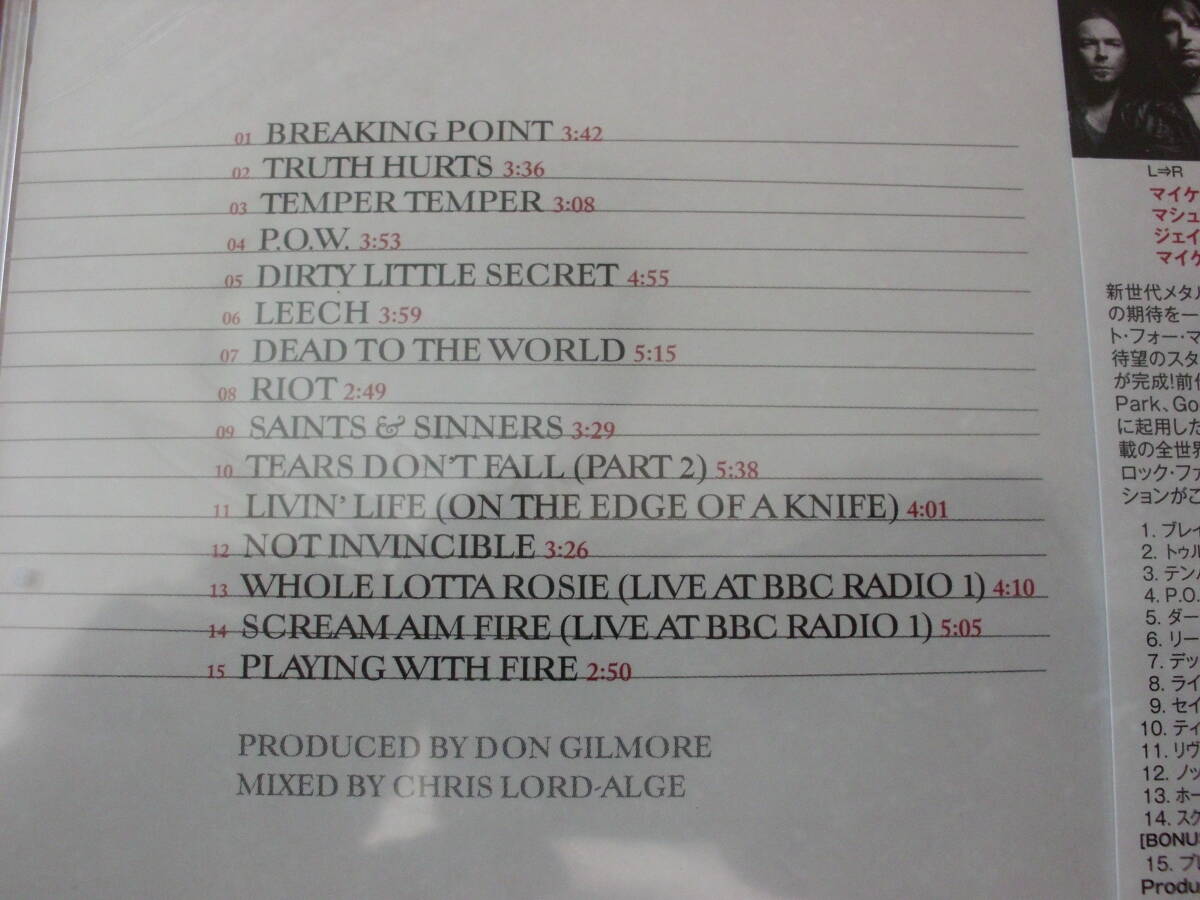 01 BREAKING POINT 3:42
02 TRUTH HURTS 3:36
03 TEMPER TEMPER 3:08
04 P.O.W. 3:53
05 DIRTY LITTLE SECRET 4:55
06 LEECH 3:59
07 DEAD TO THE WORLD 5:15
08 RIOT 2:49
09 SAINTS & SINNERS 3:29
10 TEARS DON'T FALL (PART 2) 5:38
11 LIVIN' LIFE (ON THE EDGE OF A KNIFE) 4:01
12 NOT INVINCIBLE 3:26
13 WHOLE LOTTA ROSIE (LIVE AT BBC RADIO 1) 4:10
14 SCREAM AIM FIRE (LIVE AT BBC RADIO 1) 5:05
15 PLAYING WITH FIRE 2:50
PRODUCED BY DON GILMORE
MIXED BY CHRIS LORD-ALGE
L⇒R
マイケ
マシュ
ジェイ
マイケ
新世代メタル
の期待を一
ト・フォー・マ
待望のスタ
が完成!前作
Park、Go
に起用した
載の全世界
ロック・ファ
ションがこ
1. ブレイ
2. トゥル
3. テンパ
4. P.O.
5. ダー
6. リー
7. デッ
8. ライ
9. セイ
10. ティ
11. リヴ
12. ノッ
13. ホー
14. スク
[BONUS
15. プレ
Produ